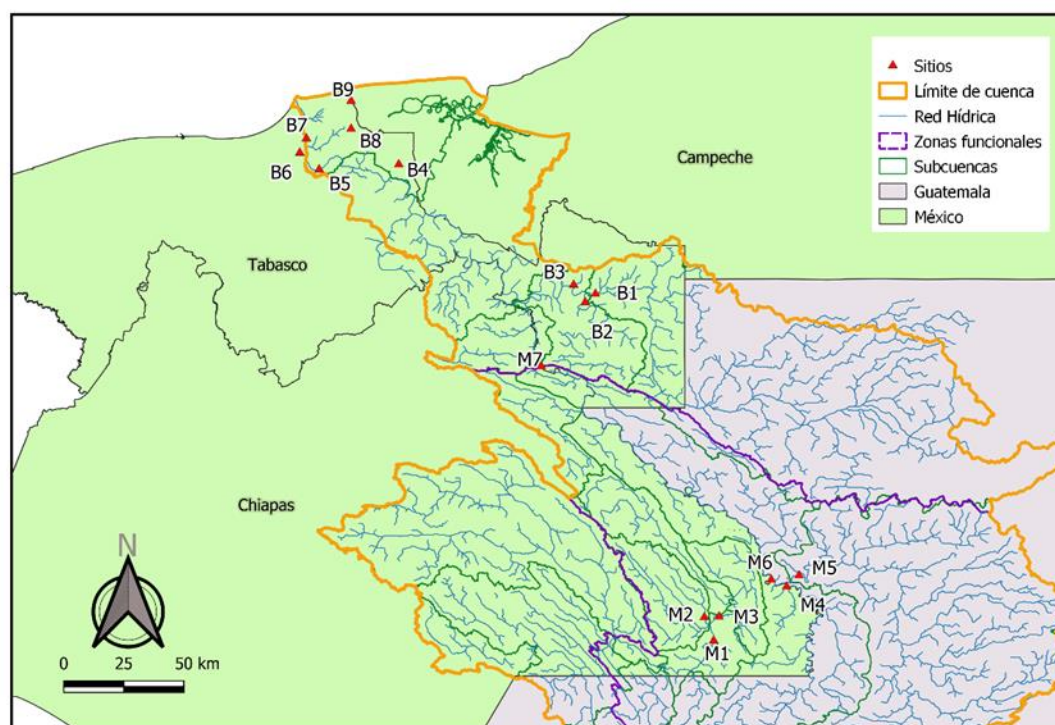 Sitios
Límite de cuenca
Red Hídrica
Zonas funcionales
Subcuencas
Guatemala
México
B9
B7
B8
B6
B5
B4
Campeche
Tabasco
B3
B1
B2
M7
Chiapas
M6
M5
M4
M2
M3
M1
N
0 25 50 km